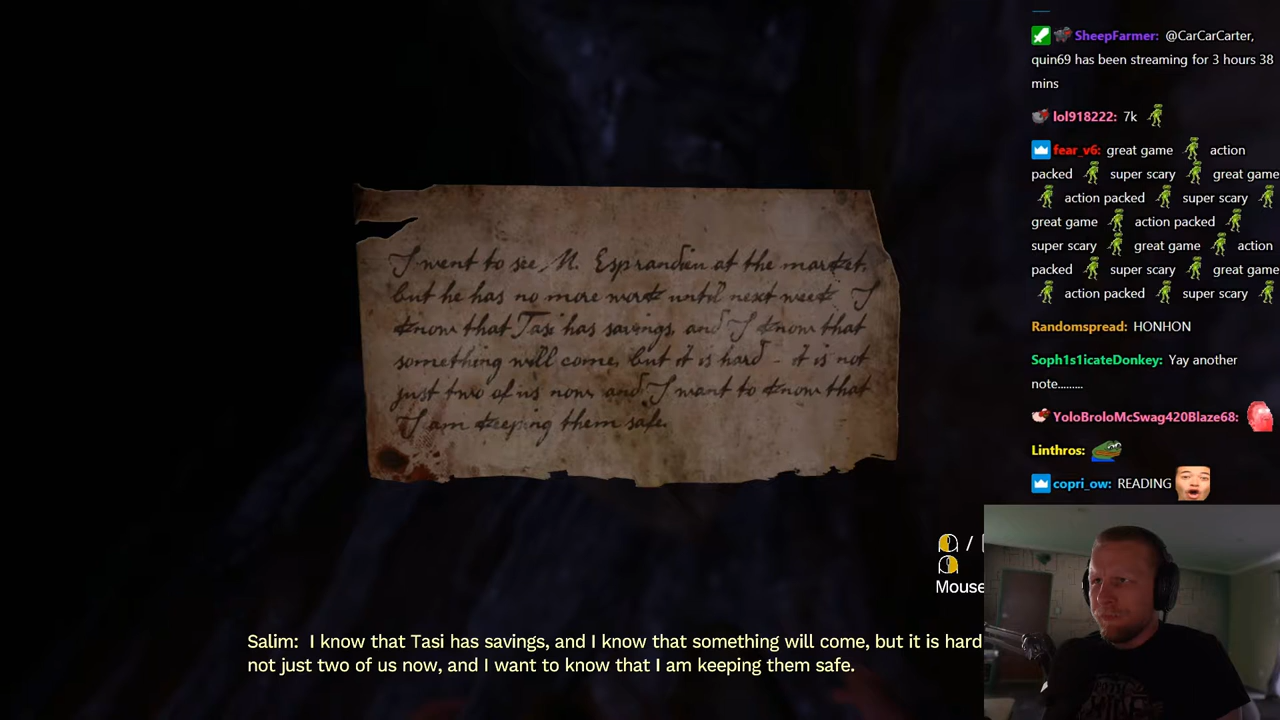 SheepFarmer: @CarCarCarter,
quin69 has been streaming for 3 hours 38
mins
lol918222: 7k
fear_v6: great game action
packed super scary great game
action packed super scary
great game action packed
super scary great game action
packed super scary great game
action packed super scary
Randomspread: HONHON
Soph1s1icateDonkey: Yay another
note.........
YoloBroloMcSwag420Blaze68:
Linthros:
copri_ow: READING
I went to see M. Esprandieu at the market,
but he has no more work until next week. I
know that Tasi has savings, and I know that
something will come, but it is hard - it is not
just two of us now, and I want to know that
I am keeping them safe.
/
Mouse
Salim: I know that Tasi has savings, and I know that something will come, but it is hard
not just two of us now, and I want to know that I am keeping them safe.